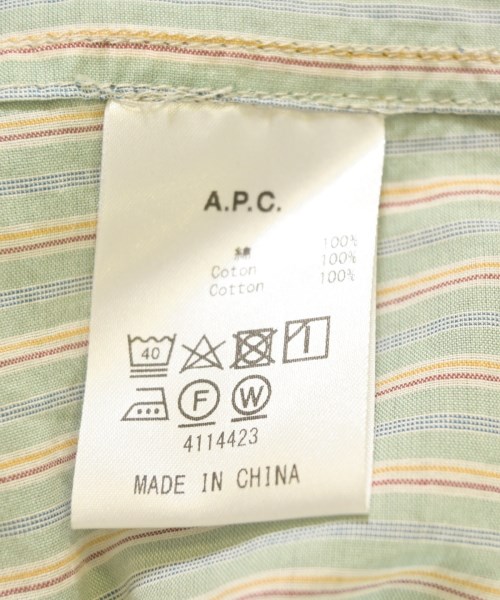 A.P.C.
綿 100%
Coton 100%
Cotton 100%
40
F W
4114423
MADE IN CHINA